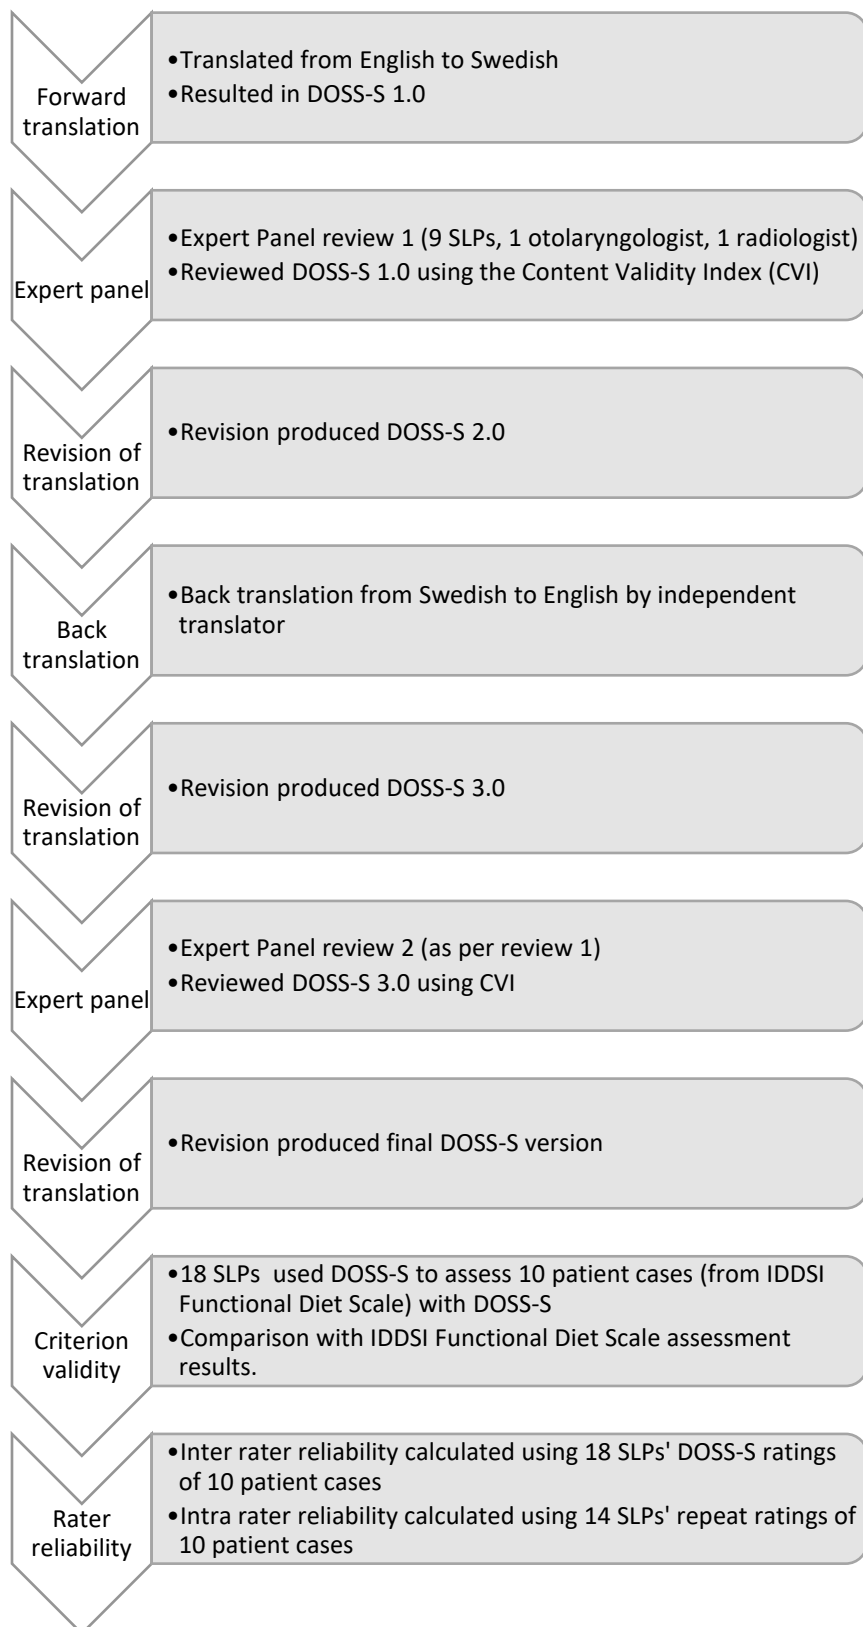 Forward
translation
•Translated from English to Swedish
•Resulted in DOSS-S 1.0
Expert panel
•Expert Panel review 1 (9 SLPs, 1 otolaryngologist, 1 radiologist)
•Reviewed DOSS-S 1.0 using the Content Validity Index (CVI)
Revision of
translation
•Revision produced DOSS-S 2.0
Back
translation
•Back translation from Swedish to English by independent
translator
Revision of
translation
•Revision produced DOSS-S 3.0
Expert panel
•Expert Panel review 2 (as per review 1)
•Reviewed DOSS-S 3.0 using CVI
Revision of
translation
•Revision produced final DOSS-S version
Criterion
validity
•18 SLPs  used DOSS-S to assess 10 patient cases (from IDDSI
Functional Diet Scale) with DOSS-S
•Comparison with IDDSI Functional Diet Scale assessment
results.
Rater
reliability
•Inter rater reliability calculated using 18 SLPs' DOSS-S ratings
of 10 patient cases
•Intra rater reliability calculated using 14 SLPs' repeat ratings of
10 patient cases